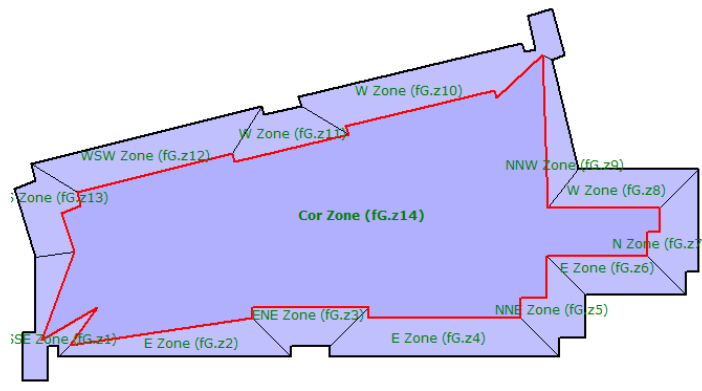 W Zone (fG.z10)
W Zone (fG.z11)
WSW Zone (fG.z12)
NNW Zone (fG.z9)
W Zone (fG.z8)
S Zone (fG.z13)
Cor Zone (fG.z14)
N Zone (fG.z7
E Zone (fG.z6)
ENE Zone (fG.z3)
NNE Zone (fG.z5)
SSE Zone (fG.z1)
E Zone (fG.z2)
E Zone (fG.z4)